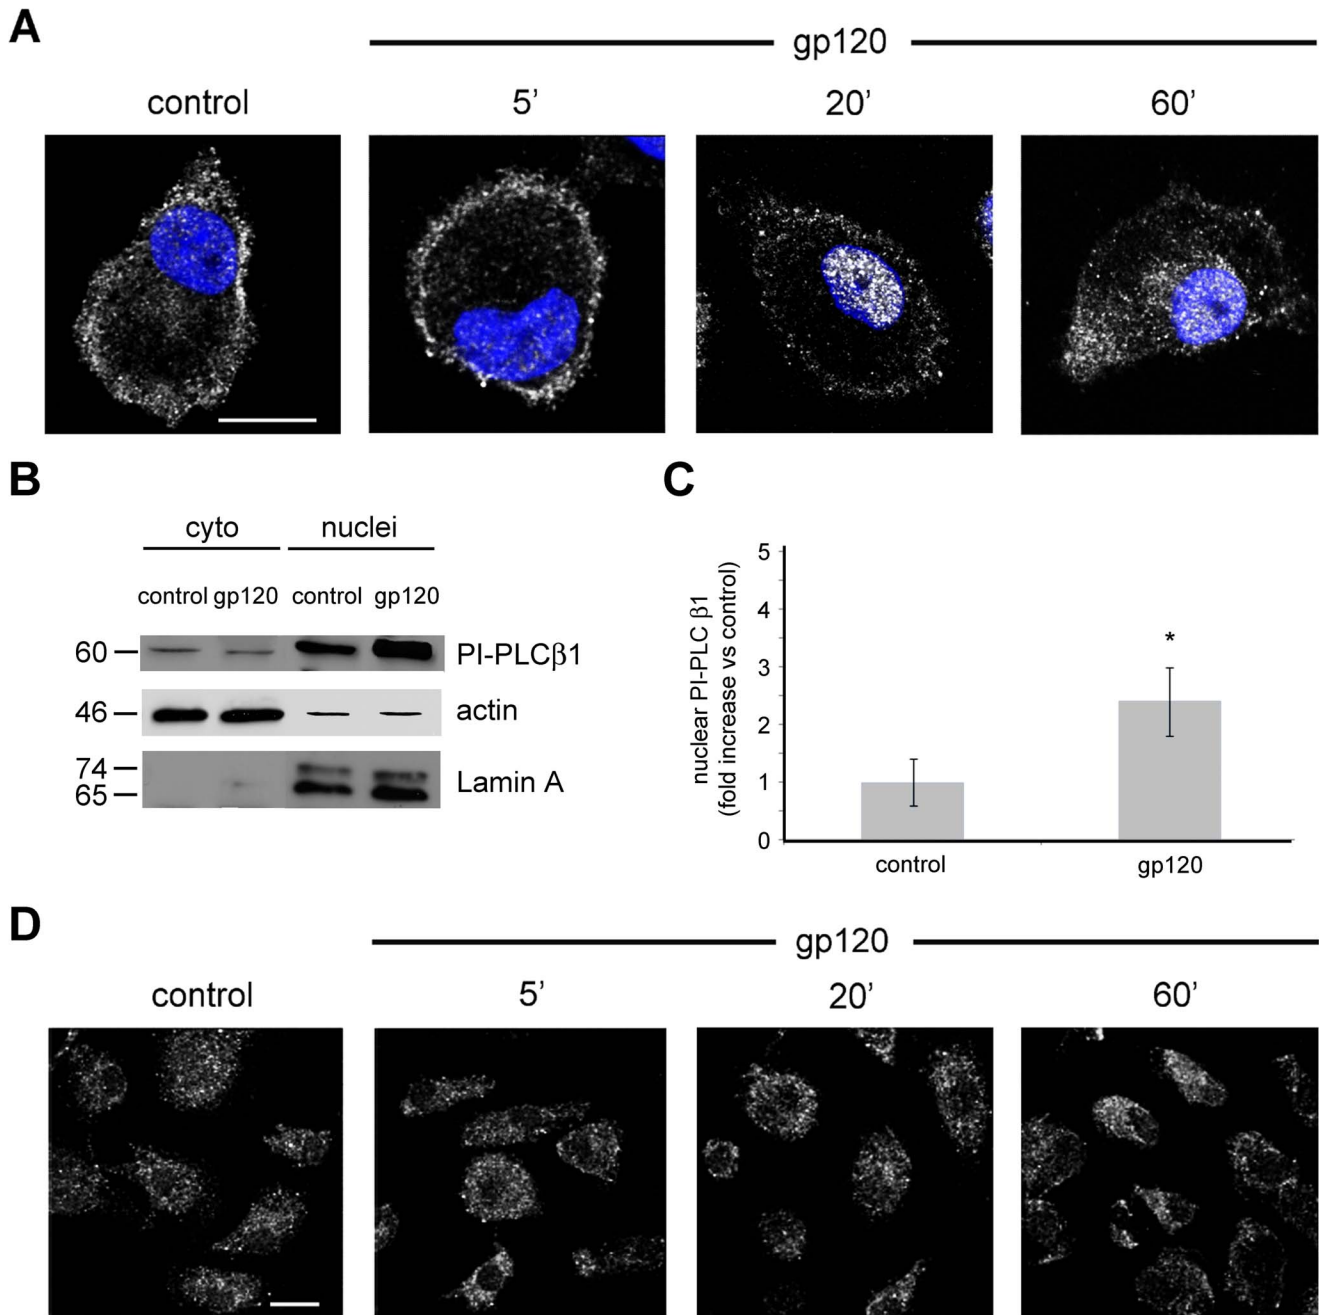 A
gp120
control 5’ 20’ 60’
B
cyto nuclei
control gp120 control gp120
60 PI-PLCβ1
46 actin
74
Lamin A
65
C
nuclear PI-PLC β1
(fold increase vs control)
5
4
3
2
1
0
*
control gp120
D
gp120
control 5’ 20’ 60’